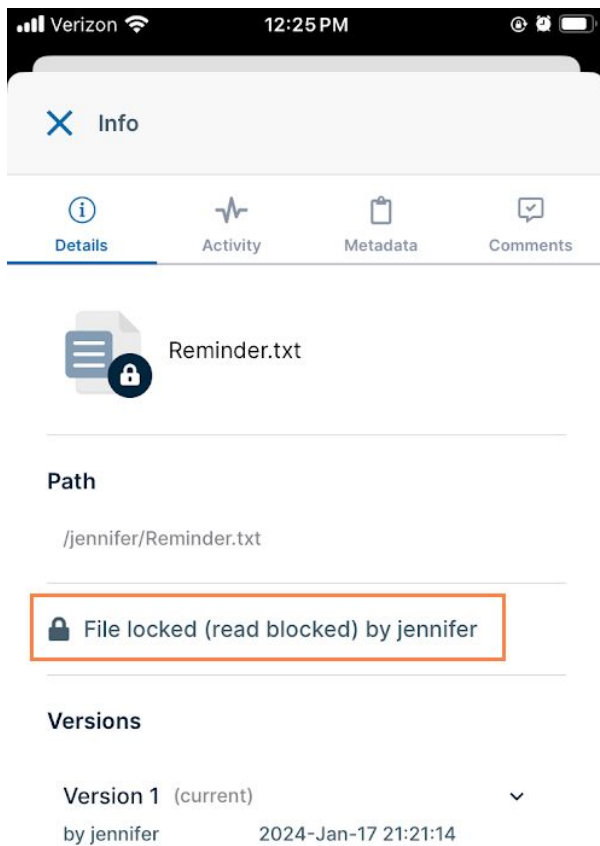 Verizon 12:25 PM
Info
Details Activity Metadata Comments
Reminder.txt
Path
/jennifer/Reminder.txt
File locked (read blocked) by jennifer
Versions
Version 1 (current)
by jennifer 2024-Jan-17 21:21:14